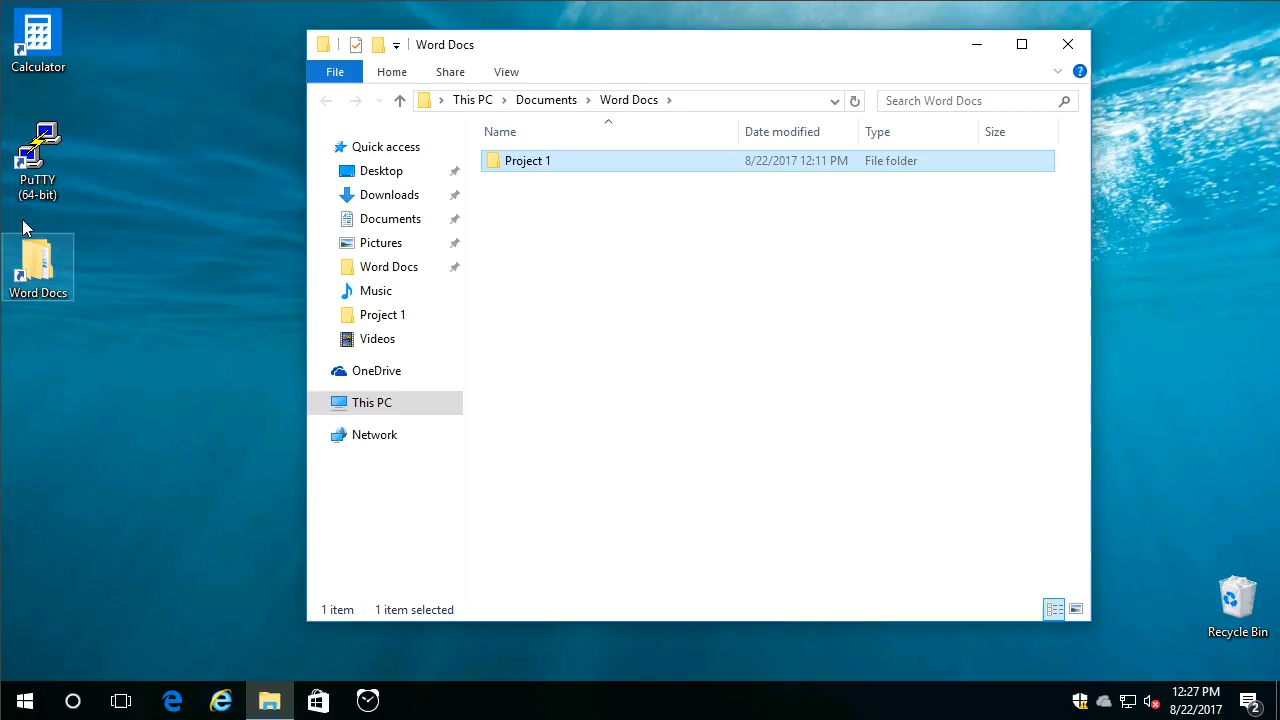 Calculator
PuTTY
(64-bit)
Word Docs
Word Docs
File
Home
Share
View
This PC
Documents
Word Docs
Search Word Docs
Name
Date modified
Type
Size
Project 1
8/22/2017 12:11 PM
File folder
Quick access
Desktop
Downloads
Documents
Pictures
Word Docs
Music
Project 1
Videos
OneDrive
This PC
Network
1 item
1 item selected
Recycle Bin
12:27 PM
8/22/2017
2